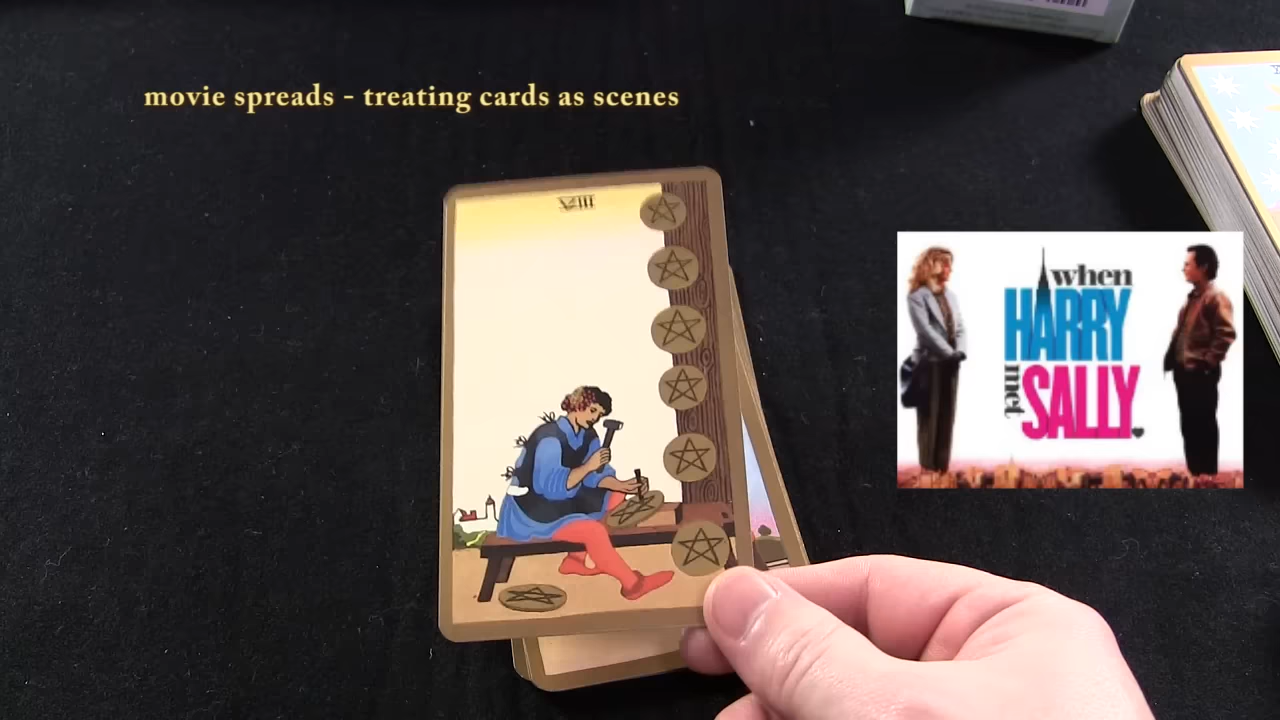 movie spreads - treating cards as scenes
VIII
when
HARRY
met
SALLY